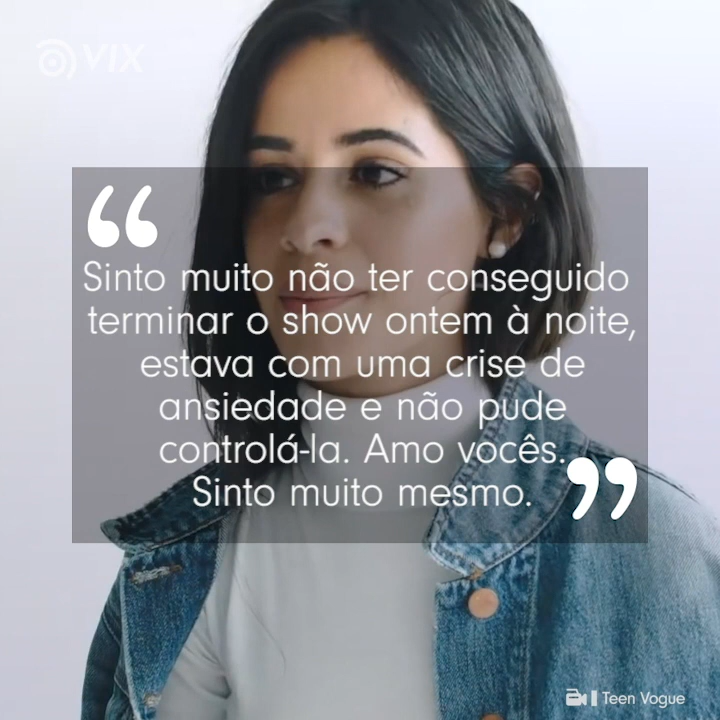 VIX
“
Sinto muito não ter conseguido
terminar o show ontem à noite,
estava com uma crise de
ansiedade e não pude
controlá-la. Amo vocês.
Sinto muito mesmo.
”
Teen Vogue